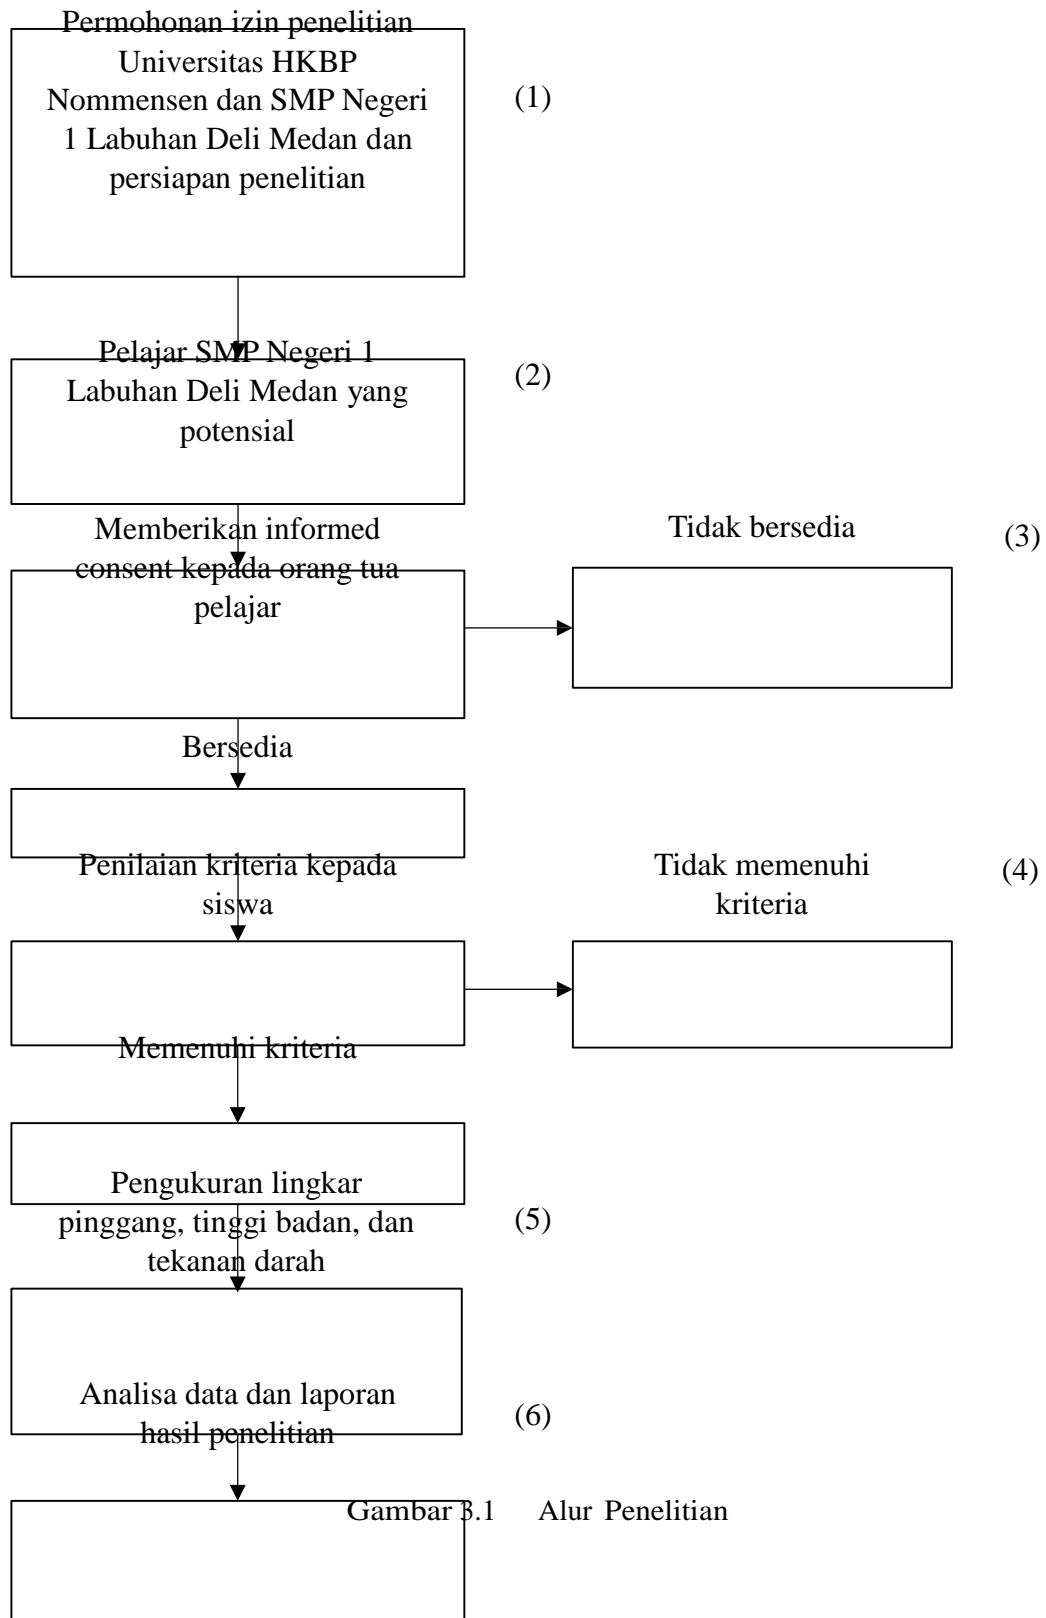 Permohonan izin penelitian
Universitas HKBP
Nommensen dan SMP Negeri
1 Labuhan Deli Medan dan
persiapan penelitian
(1)
Pelajar SMP Negeri 1
Labuhan Deli Medan yang
potensial
(2)
Memberikan informed
consent kepada orang tua
pelajar
Tidak bersedia
(3)
Bersedia
Penilaian kriteria kepada
siswa
Tidak memenuhi
kriteria
(4)
Memenuhi kriteria
Pengukuran lingkar
pinggang, tinggi badan, dan
tekanan darah
(5)
Analisa data dan laporan
hasil penelitian
(6)
Gambar 3.1 Alur Penelitian